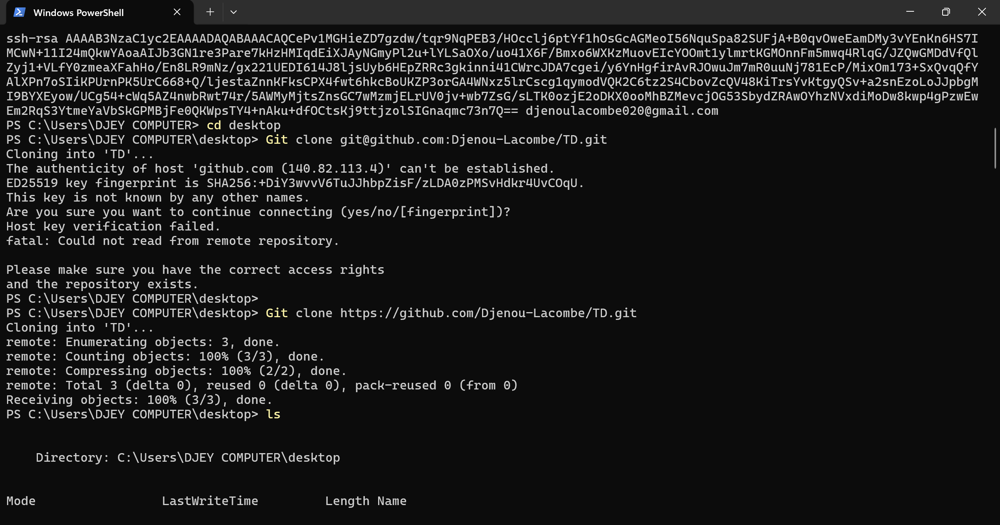 Windows PowerShell
ssh-rsa AAAAB3NzaC1yc2EAAAADAQABAAACAQCePv1MGHieZD7gzdw/tqr9NqPEB3/HOcclj6ptYf1hOsGcAGMeoI56NquSpa82SUFjA+B0qvOweEamDMy3vYEnKn6HS7I
MCwN+11I24mQkwYAoaAIJb3GN1re3Pare7kHzHMIqdEiXJAyNGmyPl2u+lYLSaOXo/uo41X6F/Bmxo6WXKzMuovEIcYOOmt1ylmrtKGMOnnFm5mwq4RlqG/JZQwGMDdVfQl
Zyj1+VLfY0zmeaXFahHo/En8LR9mNz/gx221UEDI614J8ljsUyb6HEpZRRc3gkinni41CWrcJDA7cgei/y6YnHgfirAvRJOwuJm7mR0uuNj781EcP/MixOm173+SxQvqQfY
AlXPn7oSIiKPUrnPK5UrC668+Q/ljestaZnnKFksCPX4fwt6hkcBoUKZP3orGA4WNxz5lrCscg1qymodVQK2C6tz2S4CbovZcQV48KiTrsYvKtgyQSv+a2snEzoLoJJpbgM
I9BYXEyow/UCg54+cWq5AZ4nwbRwt74r/5AWMyMjtsZnsGC7wMzmjELrUV0jv+wb7ZsG/sLTK0ozjE2oDKX0ooMhBZMevcjOG53SbydZRAwOYhzNVxdiMoDw8kwp4gPzwEw
Em2RqS3YtmeYaVbSkGPMBjFe0QKWpsTY4+nAku+dfOCtsKj9ttjzolSIGnaqmc73n7Q== djenoulacombe020@gmail.com
PS C:\Users\DJEY COMPUTER> cd desktop
PS C:\Users\DJEY COMPUTER\desktop> Git clone git@github.com:Djenou-Lacombe/TD.git
Cloning into 'TD'...
The authenticity of host 'github.com (140.82.113.4)' can't be established.
ED25519 key fingerprint is SHA256:+DiY3wvvV6TuJJhbpZisF/zLDA0zPMSvHdkr4UvCOqU.
This key is not known by any other names.
Are you sure you want to continue connecting (yes/no/[fingerprint])?
Host key verification failed.
fatal: Could not read from remote repository.
Please make sure you have the correct access rights
and the repository exists.
PS C:\Users\DJEY COMPUTER\desktop>
PS C:\Users\DJEY COMPUTER\desktop> Git clone https://github.com/Djenou-Lacombe/TD.git
Cloning into 'TD'...
remote: Enumerating objects: 3, done.
remote: Counting objects: 100% (3/3), done.
remote: Compressing objects: 100% (2/2), done.
remote: Total 3 (delta 0), reused 0 (delta 0), pack-reused 0 (from 0)
Receiving objects: 100% (3/3), done.
PS C:\Users\DJEY COMPUTER\desktop> ls
Directory: C:\Users\DJEY COMPUTER\desktop
Mode LastWriteTime Length Name